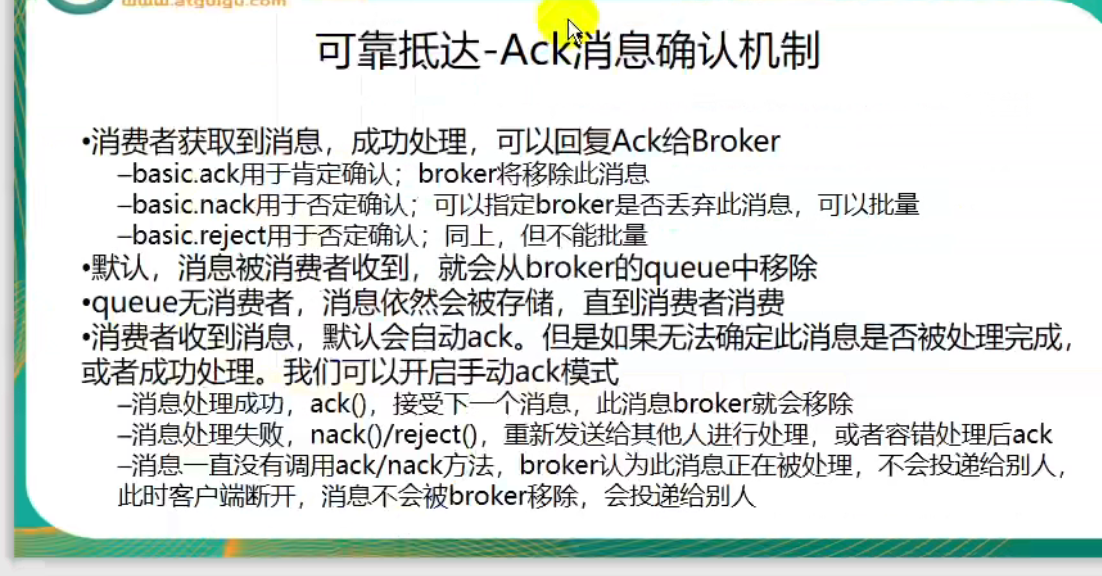 www.atguigu.com
可靠抵达-Ack消息确认机制
•消费者获取到消息，成功处理，可以回复Ack给Broker
–basic.ack用于肯定确认；broker将移除此消息
–basic.nack用于否定确认；可以指定broker是否丢弃此消息，可以批量
–basic.reject用于否定确认；同上，但不能批量
•默认，消息被消费者收到，就会从broker的queue中移除
•queue无消费者，消息依然会被存储，直到消费者消费
•消费者收到消息，默认会自动ack。但是如果无法确定此消息是否被处理完成，
或者成功处理。我们可以开启手动ack模式
–消息处理成功，ack()，接受下一个消息，此消息broker就会移除
–消息处理失败，nack()/reject()，重新发送给其他人进行处理，或者容错处理后ack
–消息一直没有调用ack/nack方法，broker认为此消息正在被处理，不会投递给别人，
此时客户端断开，消息不会被broker移除，会投递给别人